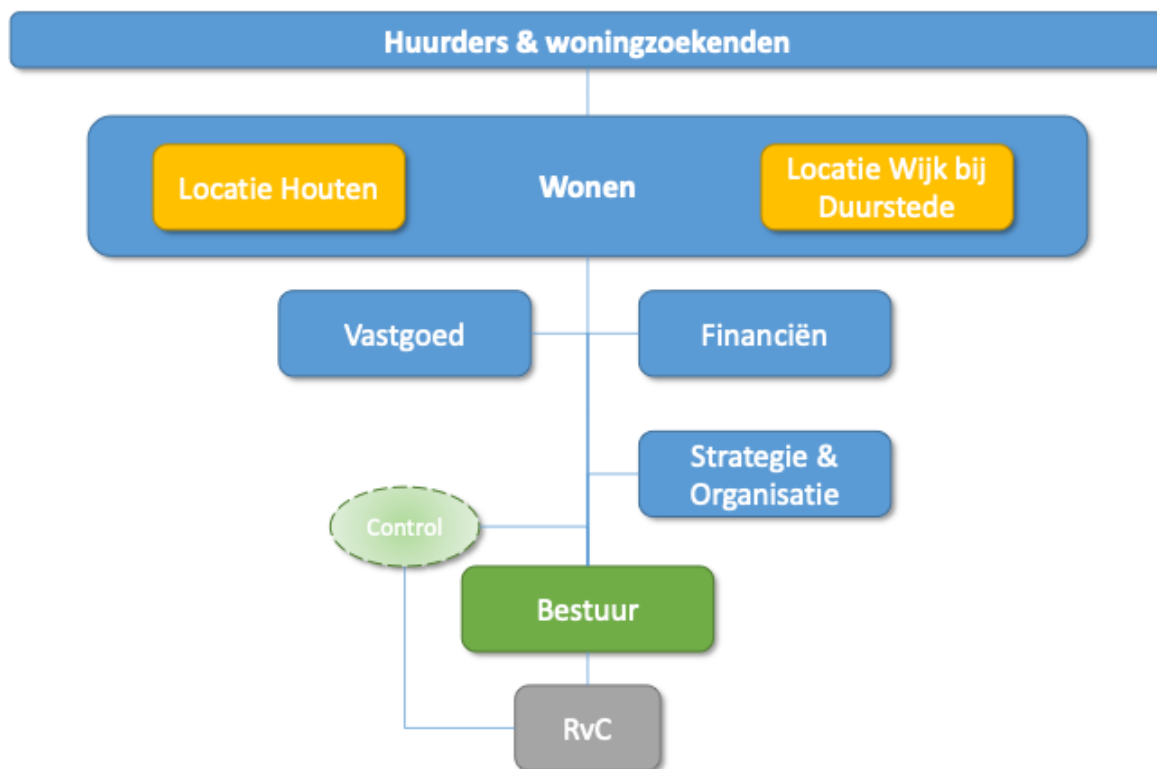 Huurders & woningzoekenden
Locatie Houten
Wonen
Locatie Wijk bij
Duurstede
Vastgoed
Financiën
Strategie &
Organisatie
Control
Bestuur
RvC